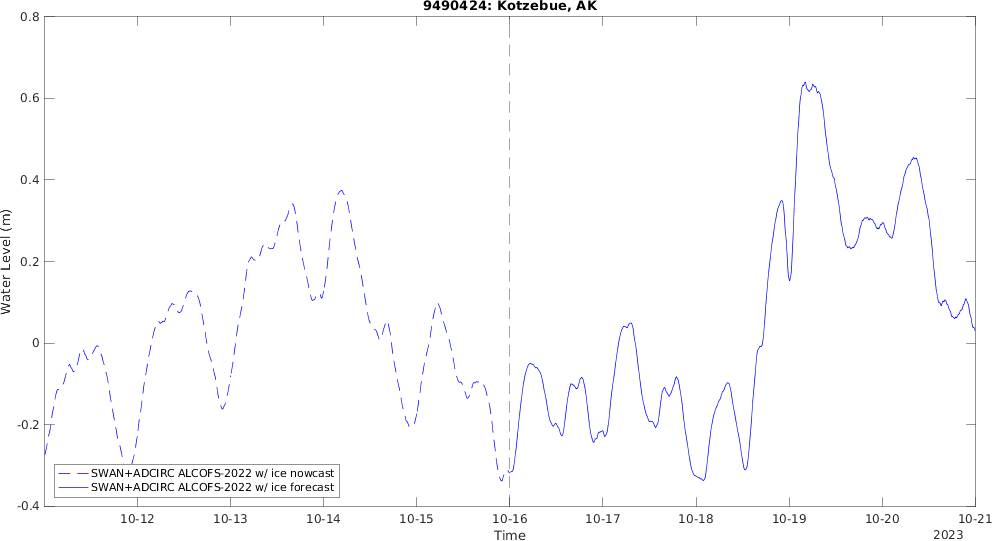 9490424: Kotzebue, AK
0.8
0.6
0.4
0.2
0
-0.2
-0.4
Water Level (m)
SWAN+ADCIRC ALCOFS-2022 w/ ice nowcast
SWAN+ADCIRC ALCOFS-2022 w/ ice forecast
10-12 10-13 10-14 10-15 10-16 10-17 10-18 10-19 10-20 10-21
Time
2023